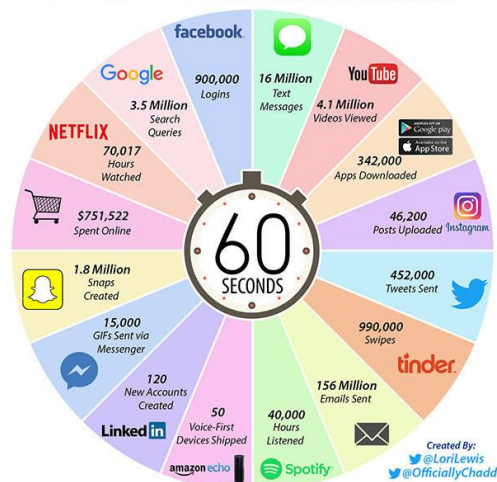 facebook
900,000
Logins
16 Million
Text
Messages
YouTube
4.1 Million
Videos Viewed
ANDROID APP ON
Google play
Available on the
App Store
342,000
Apps Downloaded
46,200
Posts Uploaded
Instagram
452,000
Tweets Sent
990,000
Swipes
tinder
156 Million
Emails Sent
40,000
Hours
Listened
Spotify
50
Voice-First
Devices Shipped
amazon echo
120
New Accounts
Created
Linked in
15,000
GIFs Sent via
Messenger
1.8 Million
Snaps
Created
$751,522
Spent Online
NETFLIX
70,017
Hours
Watched
Google
3.5 Million
Search
Queries
60
SECONDS
Created By:
@LoriLewis
@OfficiallyChadd